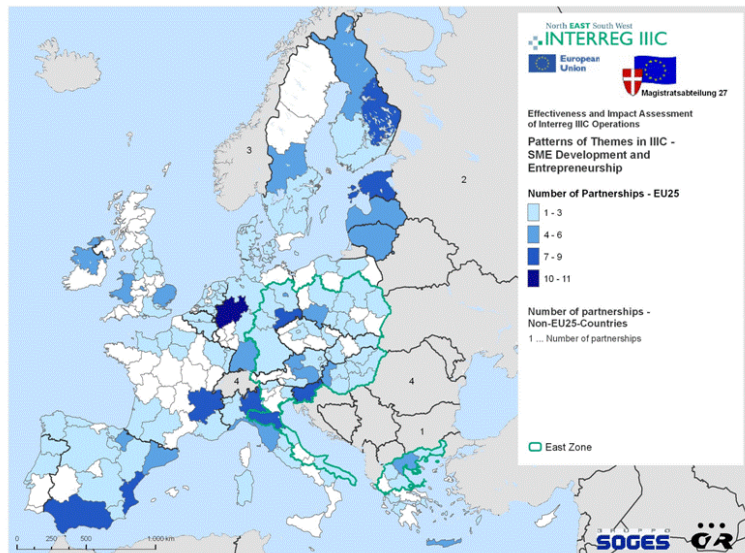 North EAST South West
INTERREG IIIC
European
Union
Magistratsabteilung 27
Effectiveness and Impact Assessment
of Interreg IIIC Operations
Patterns of Themes in IIIC -
SME Development and
Entrepreneurship
Number of Partnerships - EU25
1 - 3
4 - 6
7 - 9
10 - 11
Number of partnerships -
Non-EU25-Countries
1 ... Number of partnerships
East Zone
3
2
4
4
1
0
250
500
1.000 km
GRUPPO
SOGES
ÖIR